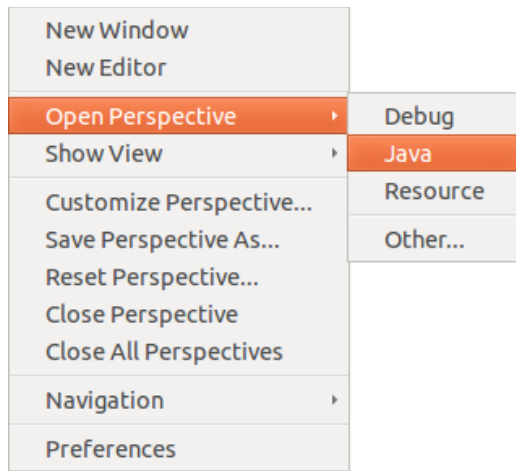 New Window
New Editor
Open Perspective
Show View
Customize Perspective...
Save Perspective As...
Reset Perspective...
Close Perspective
Close All Perspectives
Navigation
Preferences
Debug
Java
Resource
Other...